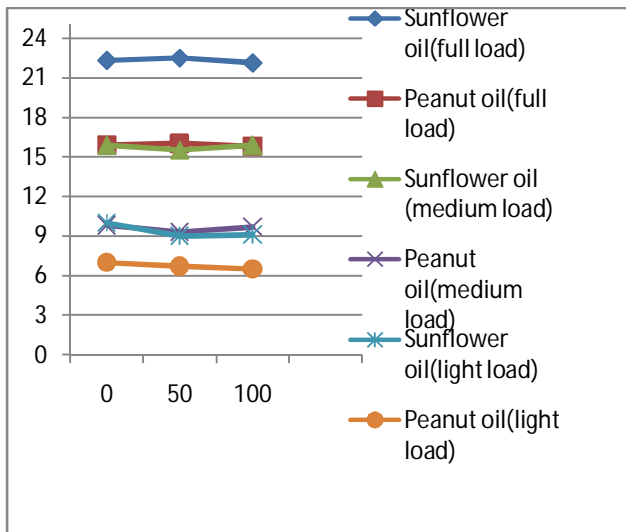 24
21
18
15
12
9
6
3
0
0 50 100
Sunflower
oil(full load)
Peanut oil(full
load)
Sunflower oil
(medium load)
Peanut
oil(medium
load)
Sunflower
oil(light load)
Peanut oil(light
load)